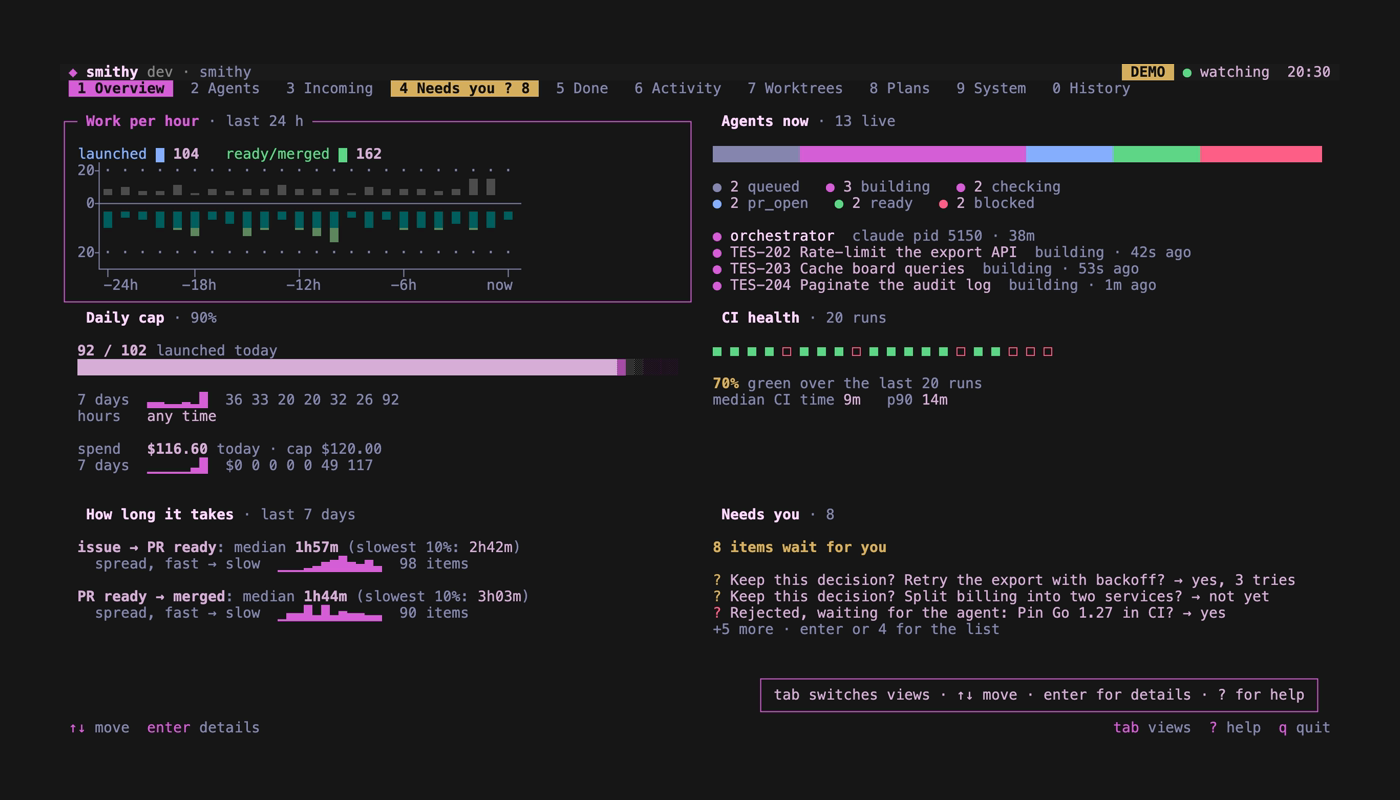 ◆ smithy dev · smithy DEMO ● watching 20:30
1 Overview 2 Agents 3 Incoming 4 Needs you ? 8 5 Done 6 Activity 7 Worktrees 8 Plans 9 System 0 History
Work per hour · last 24 h
launched 104 ready/merged 162
20
0
20
−24h −18h −12h −6h now
Agents now · 13 live
● 2 queued ● 3 building ● 2 checking
● 2 pr_open ● 2 ready ● 2 blocked
● orchestrator claude pid 5150 · 38m
● TES−202 Rate−limit the export API building · 42s ago
● TES−203 Cache board queries building · 53s ago
● TES−204 Paginate the audit log building · 1m ago
Daily cap · 90%
92 / 102 launched today
7 days 36 33 20 20 32 26 92
hours any time
spend $116.60 today · cap $120.00
7 days $0 0 0 0 0 49 117
CI health · 20 runs
70% green over the last 20 runs
median CI time 9m p90 14m
How long it takes · last 7 days
issue → PR ready: median 1h57m (slowest 10%: 2h42m)
spread, fast → slow 98 items
PR ready → merged: median 1h44m (slowest 10%: 3h03m)
spread, fast → slow 90 items
Needs you · 8
8 items wait for you
? Keep this decision? Retry the export with backoff? → yes, 3 tries
? Keep this decision? Split billing into two services? → not yet
? Rejected, waiting for the agent: Pin Go 1.27 in CI? → yes
+5 more · enter or 4 for the list
tab switches views · ↑↓ move · enter for details · ? for help
↑↓ move enter details tab views ? help q quit